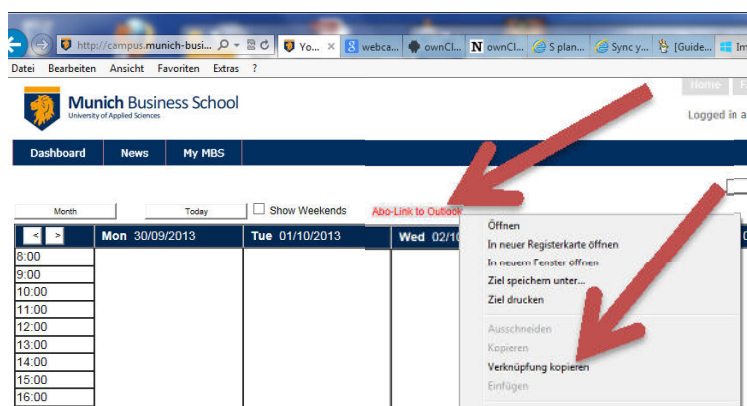 http://campus.munich-busi...
Yo...
webca...
ownCl...
N ownCl...
S plan...
Sync y...
[Guide...
Im
Datei Bearbeiten Ansicht Favoriten Extras ?
Home
Munich Business School
University of Applied Sciences
Logged in a
Dashboard News My MBS
Month Today Show Weekends Abo-Link to Outlook
< > Mon 30/09/2013 Tue 01/10/2013 Wed 02/10
8:00
9:00
10:00
11:00
12:00
13:00
14:00
15:00
16:00
Öffnen
In neuer Registerkarte öffnen
In neuem Fenster öffnen
Ziel speichern unter...
Ziel drucken
Ausschneiden
Kopieren
Verknüpfung kopieren
Einfügen